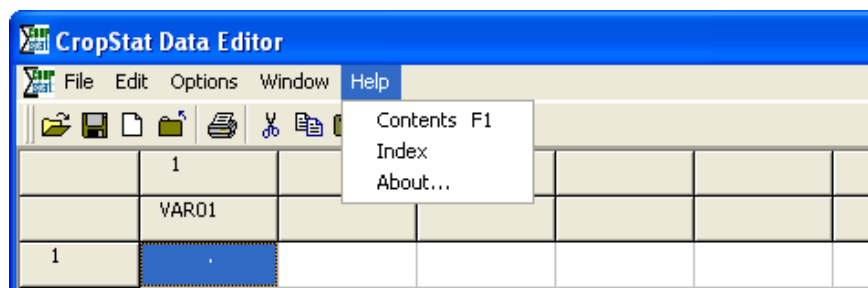 CropStat Data Editor
File Edit Options Window Help
Contents F1
Index
About...
1
VAR01
1